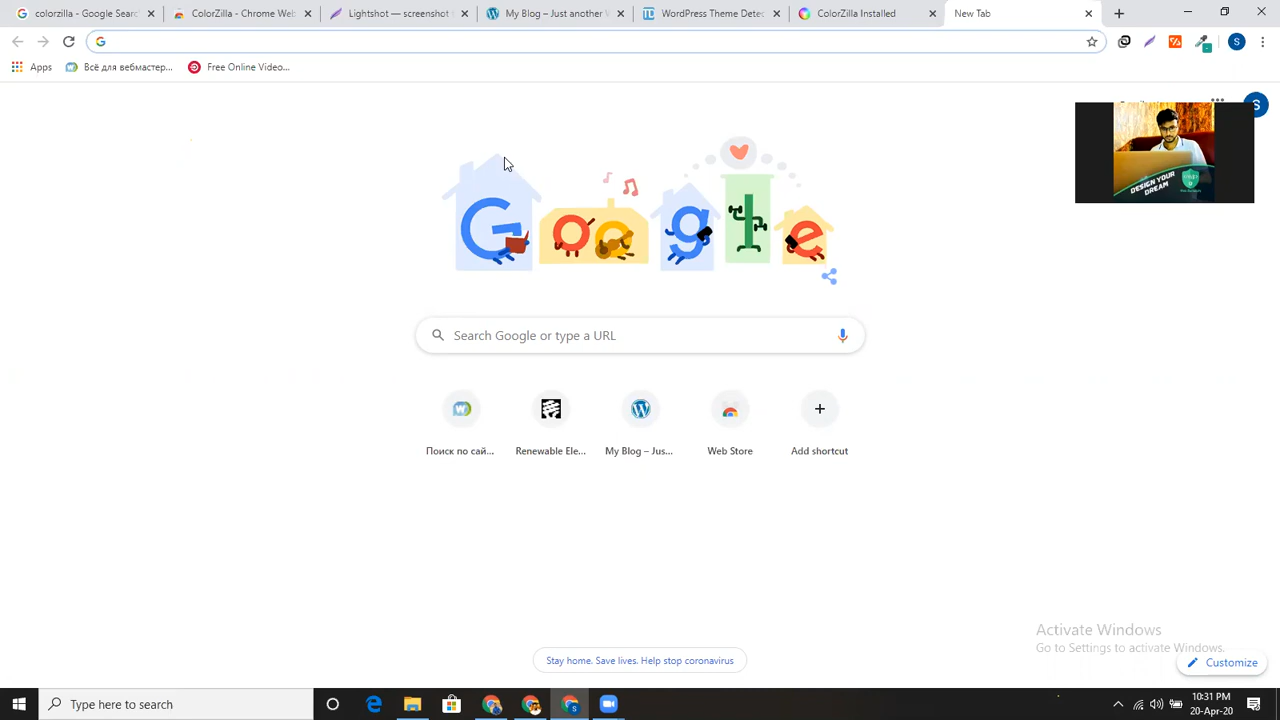 colorzilla - Google Searc
ColorZilla - Chrome Web
Lightshot — screenshot t
My Blog – Just another W
WordPress Theme Detec
ColorZilla Installed
New Tab
Apps
Всё для вебмастер...
Free Online Video...
S
S
DESIGN YOUR
DREAM
Google
Search Google or type a URL
Поиск по сай...
Renewable Ele...
My Blog – Jus...
Web Store
Add shortcut
Activate Windows
Go to Settings to activate Windows.
Stay home. Save lives. Help stop coronavirus
Customize
Type here to search
10:31 PM
20-Apr-20